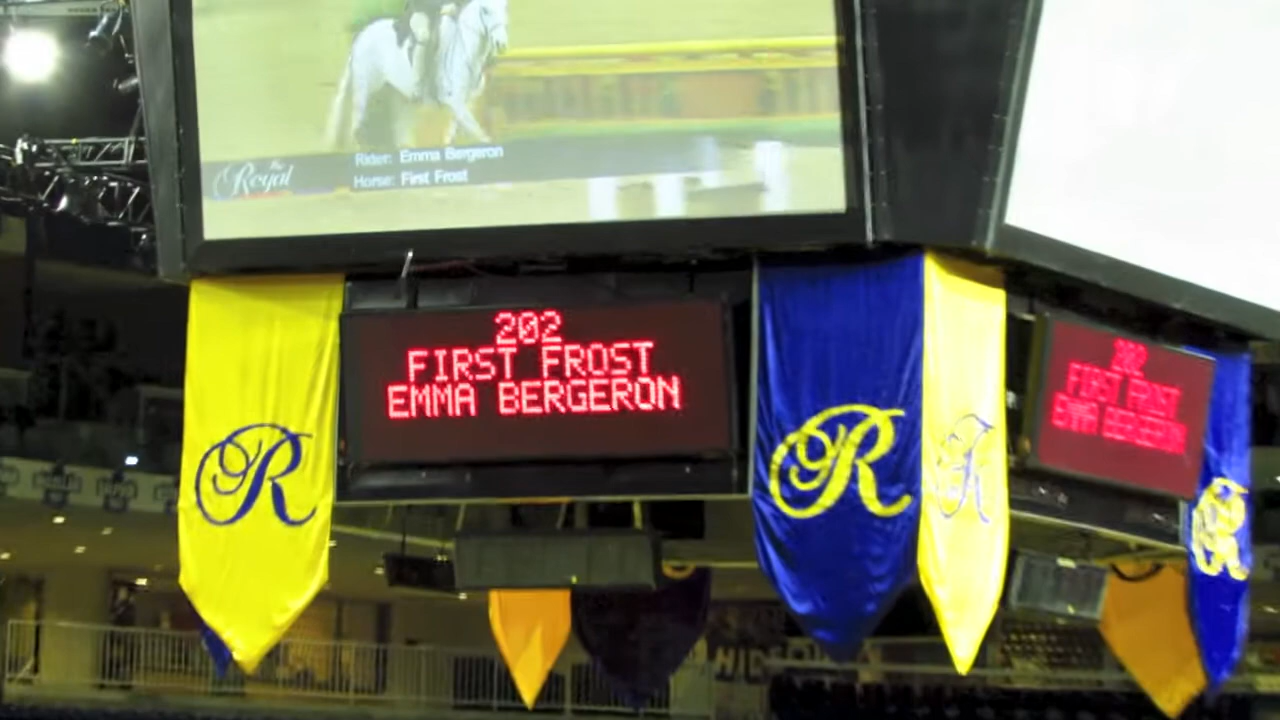 Rider: Emma Bergeron
the
Royal
Horse: First Frost
202
FIRST FROST
EMMA BERGERON
R
R
R
202
FIRST FROST
EMMA BERGERON
R